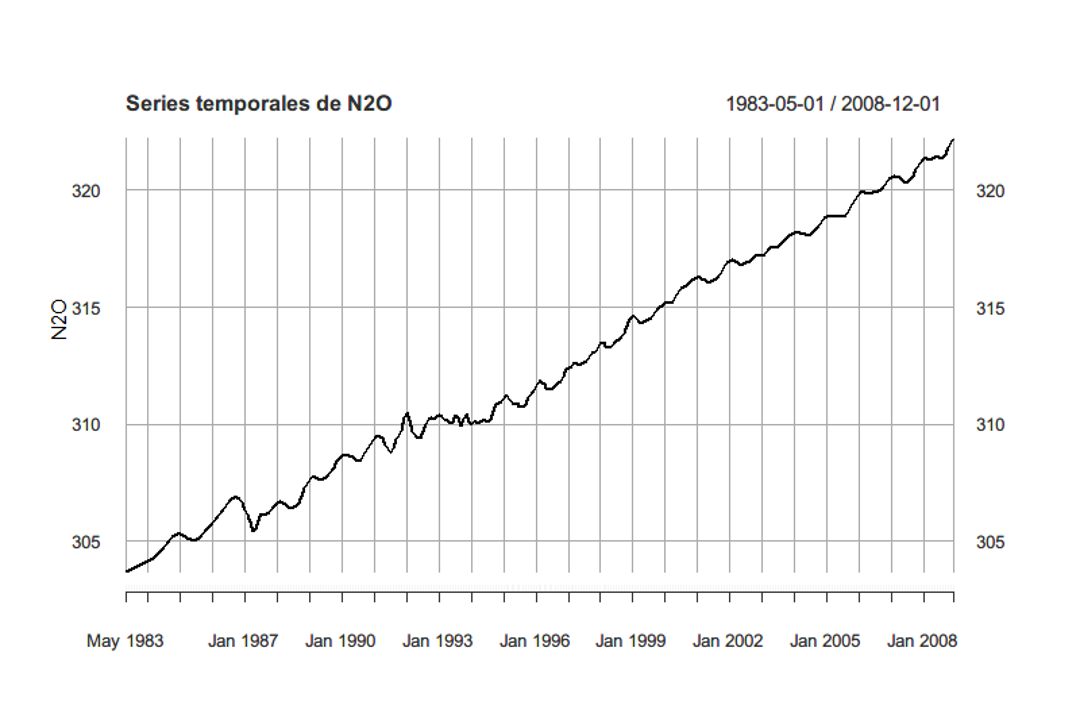 Series temporales de N2O 1983-05-01 / 2008-12-01
320 320
315 315
N2O
310 310
305 305
May 1983 Jan 1987 Jan 1990 Jan 1993 Jan 1996 Jan 1999 Jan 2002 Jan 2005 Jan 2008